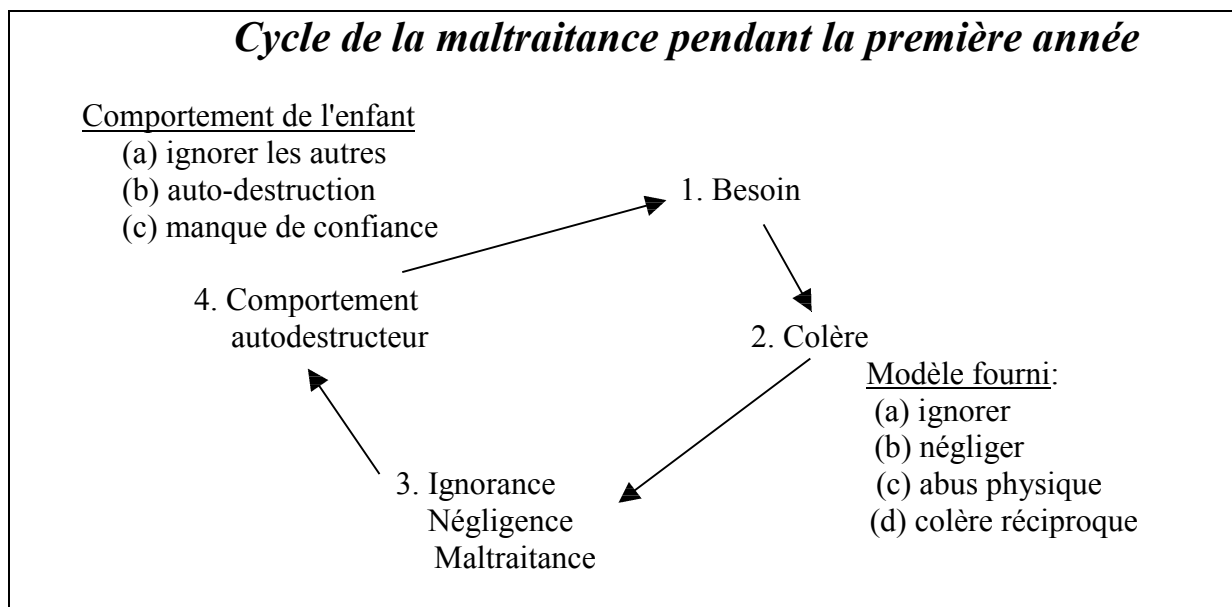 Cycle de la maltraitance pendant la première année
Comportement de l'enfant
(a) ignorer les autres
(b) auto-destruction
(c) manque de confiance
1. Besoin
4. Comportement
autodestructeur
2. Colère
Modèle fourni:
(a) ignorer
(b) négliger
(c) abus physique
(d) colère réciproque
3. Ignorance
Négligence
Maltraitance